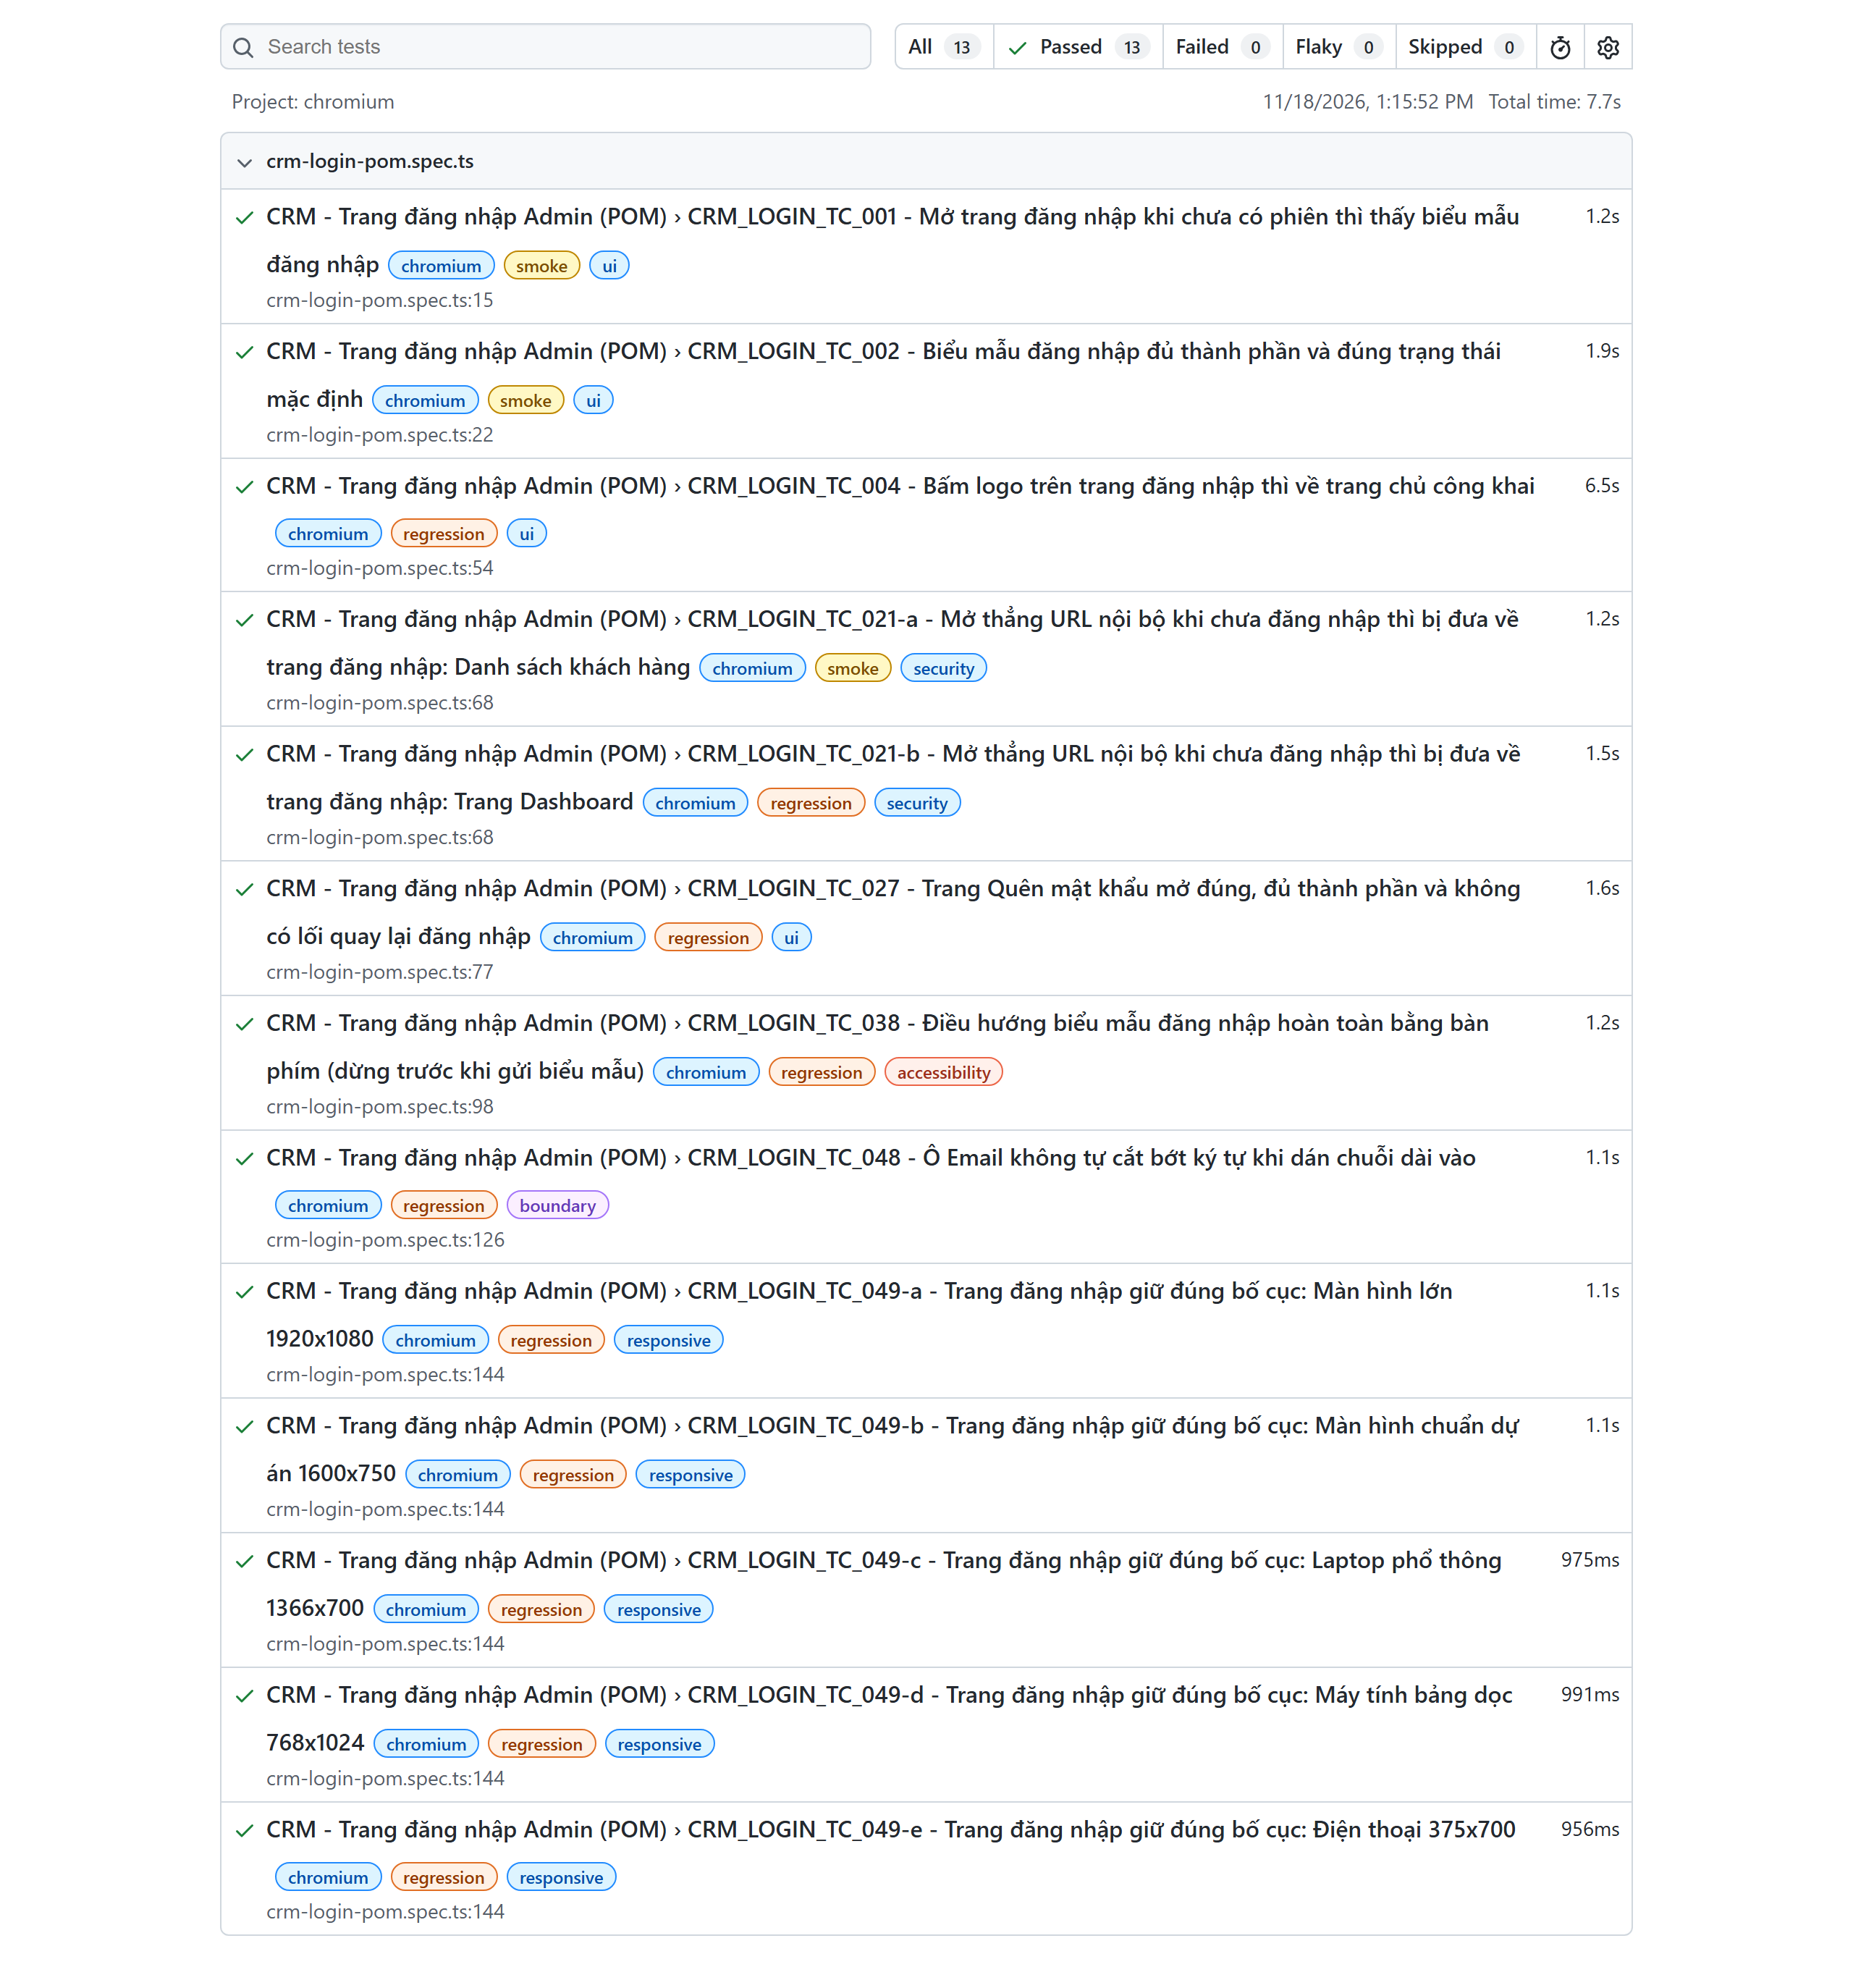 Search tests
All 13 Passed 13 Failed 0 Flaky 0 Skipped 0
Project: chromium 11/18/2026, 1:15:52 PM Total time: 7.7s
crm-login-pom.spec.ts
CRM - Trang đăng nhập Admin (POM) › CRM_LOGIN_TC_001 - Mở trang đăng nhập khi chưa có phiên thì thấy biểu mẫu 1.2s
đăng nhập chromium smoke ui
crm-login-pom.spec.ts:15
CRM - Trang đăng nhập Admin (POM) › CRM_LOGIN_TC_002 - Biểu mẫu đăng nhập đủ thành phần và đúng trạng thái 1.9s
mặc định chromium smoke ui
crm-login-pom.spec.ts:22
CRM - Trang đăng nhập Admin (POM) › CRM_LOGIN_TC_004 - Bấm logo trên trang đăng nhập thì về trang chủ công khai 6.5s
chromium regression ui
crm-login-pom.spec.ts:54
CRM - Trang đăng nhập Admin (POM) › CRM_LOGIN_TC_021-a - Mở thẳng URL nội bộ khi chưa đăng nhập thì bị đưa về 1.2s
trang đăng nhập: Danh sách khách hàng chromium smoke security
crm-login-pom.spec.ts:68
CRM - Trang đăng nhập Admin (POM) › CRM_LOGIN_TC_021-b - Mở thẳng URL nội bộ khi chưa đăng nhập thì bị đưa về 1.5s
trang đăng nhập: Trang Dashboard chromium regression security
crm-login-pom.spec.ts:68
CRM - Trang đăng nhập Admin (POM) › CRM_LOGIN_TC_027 - Trang Quên mật khẩu mở đúng, đủ thành phần và không 1.6s
có lối quay lại đăng nhập chromium regression ui
crm-login-pom.spec.ts:77
CRM - Trang đăng nhập Admin (POM) › CRM_LOGIN_TC_038 - Điều hướng biểu mẫu đăng nhập hoàn toàn bằng bàn 1.2s
phím (dừng trước khi gửi biểu mẫu) chromium regression accessibility
crm-login-pom.spec.ts:98
CRM - Trang đăng nhập Admin (POM) › CRM_LOGIN_TC_048 - Ô Email không tự cắt bớt ký tự khi dán chuỗi dài vào 1.1s
chromium regression boundary
crm-login-pom.spec.ts:126
CRM - Trang đăng nhập Admin (POM) › CRM_LOGIN_TC_049-a - Trang đăng nhập giữ đúng bố cục: Màn hình lớn 1.1s
1920x1080 chromium regression responsive
crm-login-pom.spec.ts:144
CRM - Trang đăng nhập Admin (POM) › CRM_LOGIN_TC_049-b - Trang đăng nhập giữ đúng bố cục: Màn hình chuẩn dự 1.1s
án 1600x750 chromium regression responsive
crm-login-pom.spec.ts:144
CRM - Trang đăng nhập Admin (POM) › CRM_LOGIN_TC_049-c - Trang đăng nhập giữ đúng bố cục: Laptop phổ thông 975ms
1366x700 chromium regression responsive
crm-login-pom.spec.ts:144
CRM - Trang đăng nhập Admin (POM) › CRM_LOGIN_TC_049-d - Trang đăng nhập giữ đúng bố cục: Máy tính bảng dọc 991ms
768x1024 chromium regression responsive
crm-login-pom.spec.ts:144
CRM - Trang đăng nhập Admin (POM) › CRM_LOGIN_TC_049-e - Trang đăng nhập giữ đúng bố cục: Điện thoại 375x700 956ms
chromium regression responsive
crm-login-pom.spec.ts:144